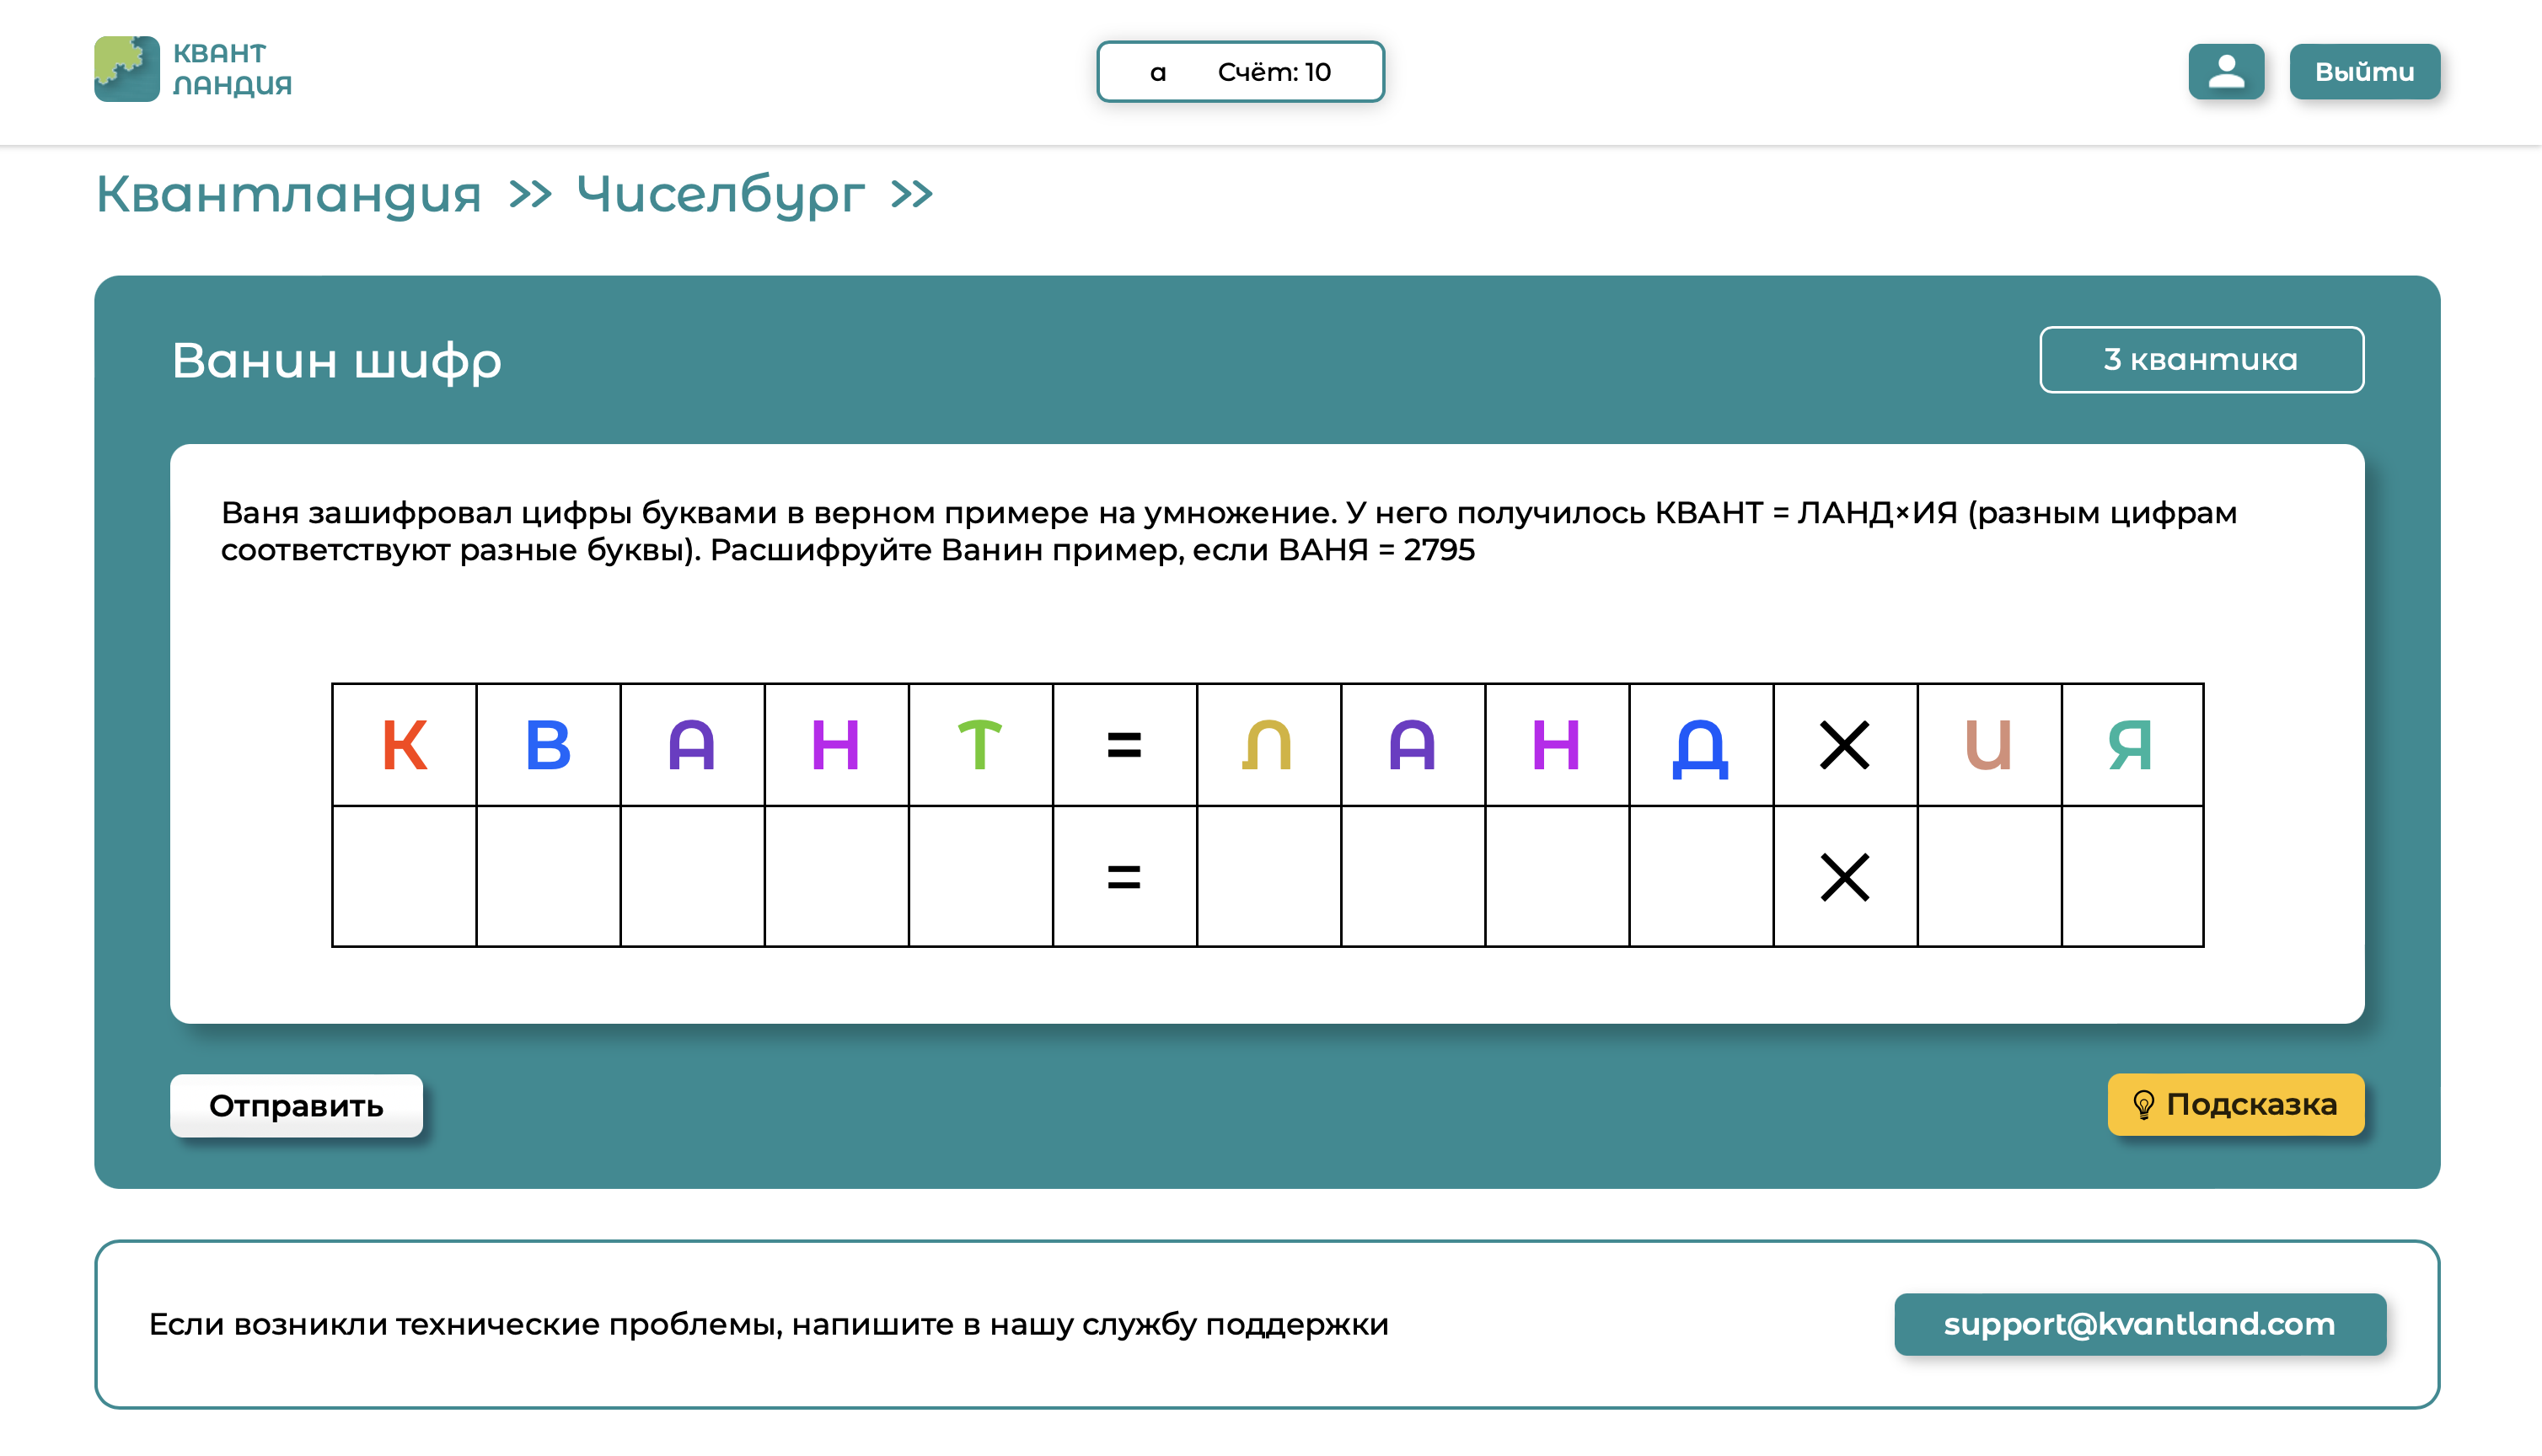 КВАНТ
ЛАНДИЯ
а Счёт: 10
Выйти
Квантландия >> Чиселбург >>
Ванин шифр
3 квантика
Ваня зашифровал цифры буквами в верном примере на умножение. У него получилось КВАНТ = ЛАНД×ИЯ (разным цифрам
соответствуют разные буквы). Расшифруйте Ванин пример, если ВАНЯ = 2795
К В А Н Т = Л А Н Д × И Я
= ×
Отправить
Подсказка
Если возникли технические проблемы, напишите в нашу службу поддержки
support@kvantland.com